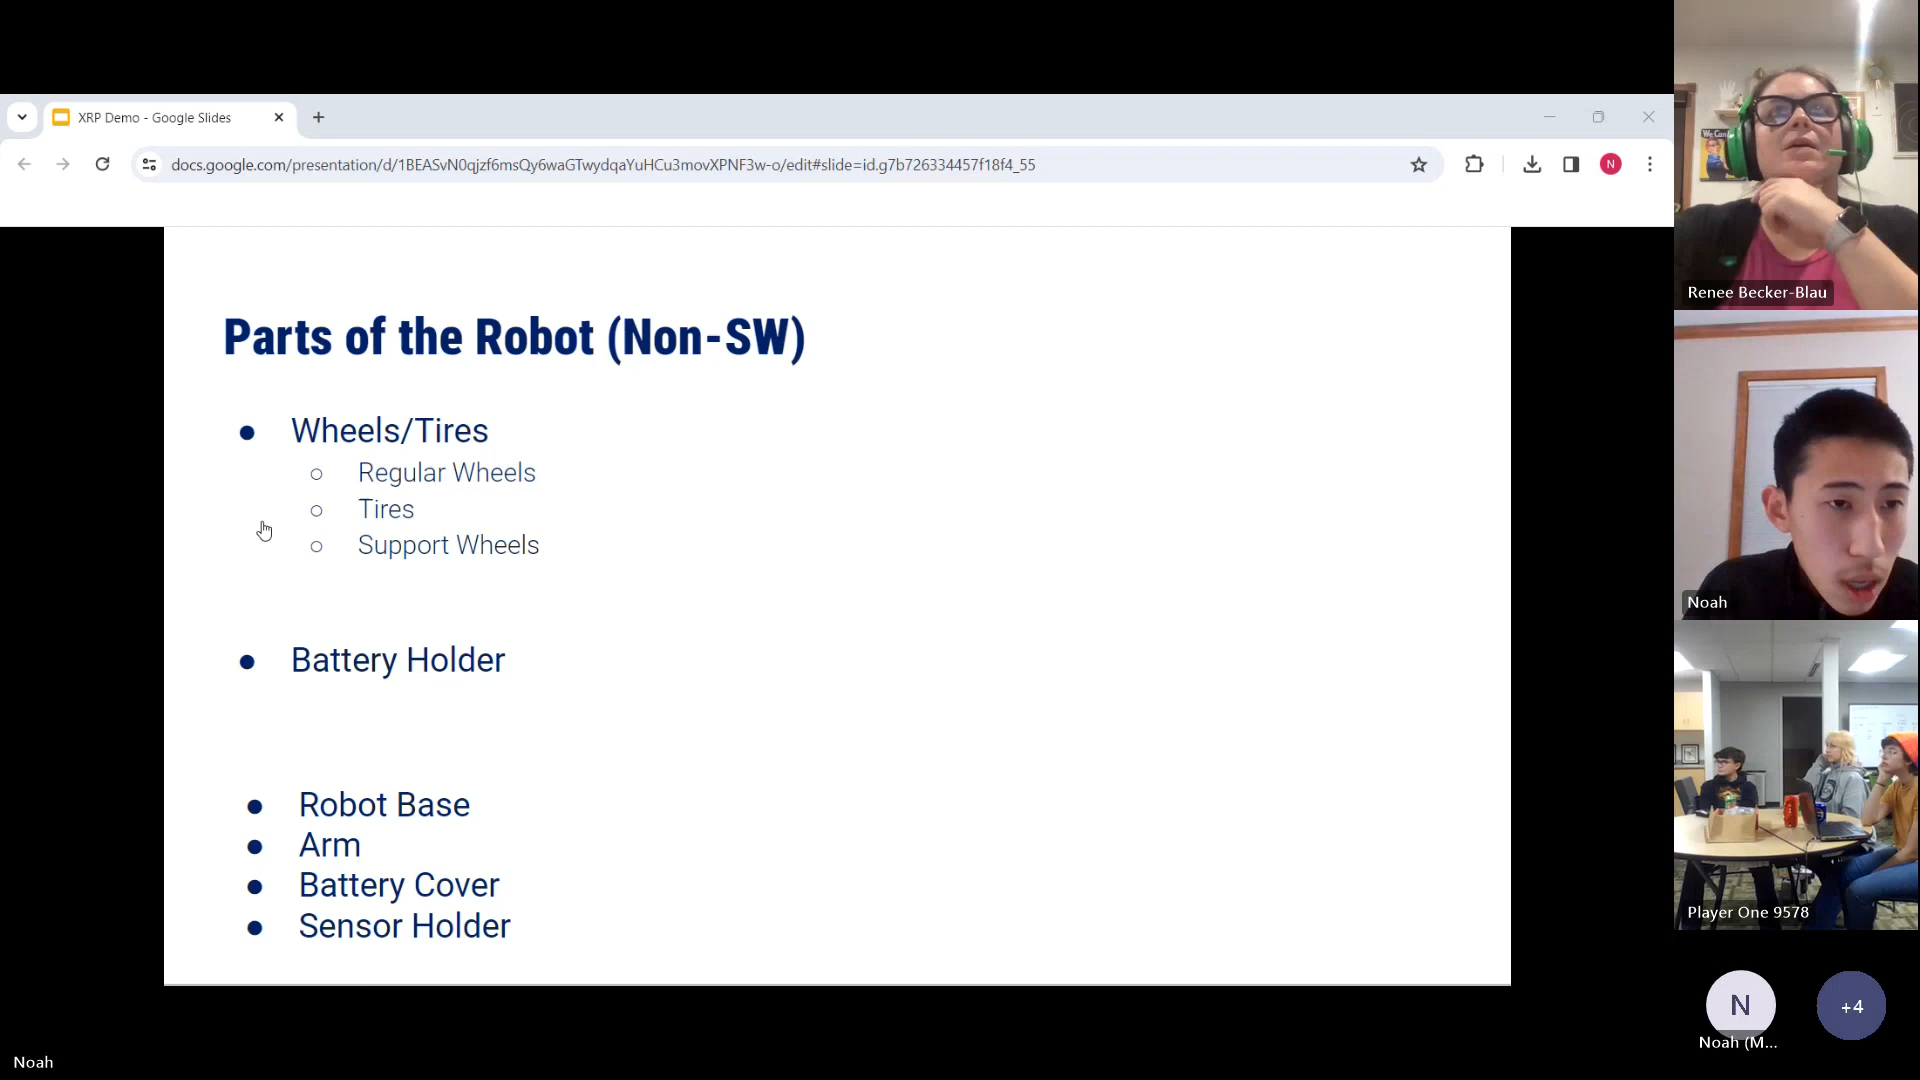 XRP Demo - Google Slides
docs.google.com/presentation/d/1BEASvN0qjzf6msQy6waGTwydqaYuHCu3movXPNF3w-o/edit#slide=id.g7b726334457f18f4_55
N
Parts of the Robot (Non-SW)
Wheels/Tires
Regular Wheels
Tires
Support Wheels
Battery Holder
Robot Base
Arm
Battery Cover
Sensor Holder
We Can
Renee Becker-Blau
Noah
Player One 9578
N
+4
Noah (M...
Noah